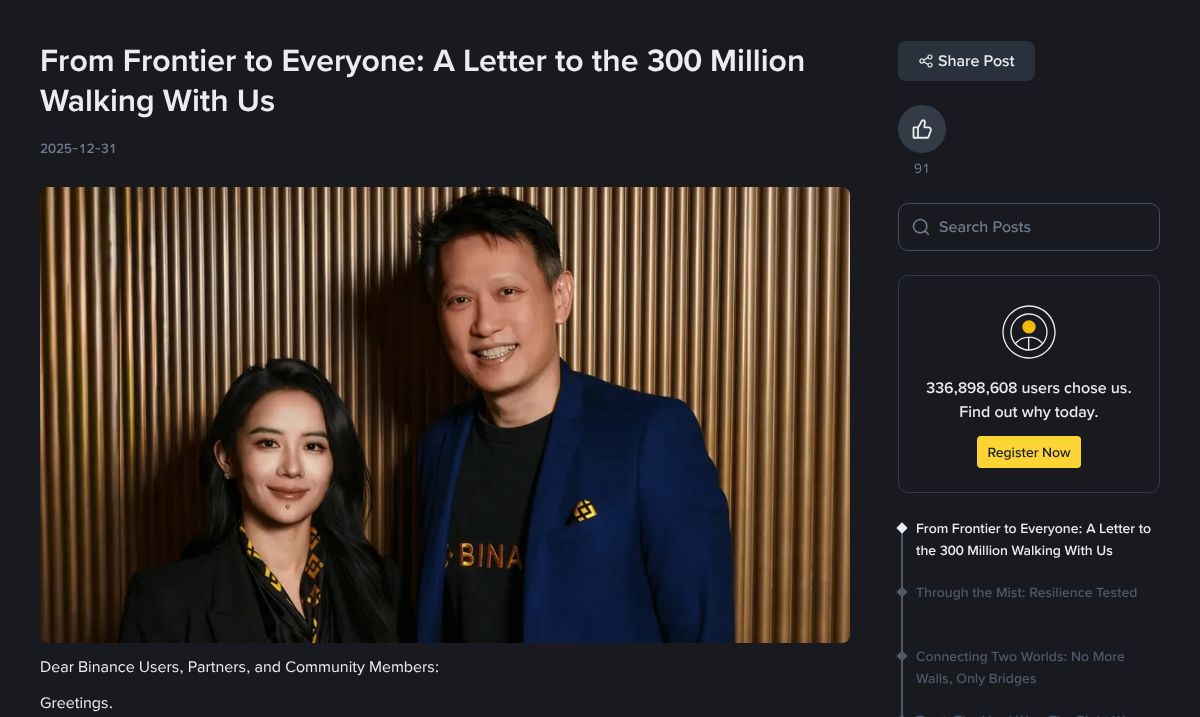 From Frontier to Everyone: A Letter to the 300 Million
Walking With Us
2025-12-31
BINA
Dear Binance Users, Partners, and Community Members:
Greetings.
Share Post
91
Search Posts
336,898,608 users chose us.
Find out why today.
Register Now
From Frontier to Everyone: A Letter to
the 300 Million Walking With Us
Through the Mist: Resilience Tested
Connecting Two Worlds: No More
Walls, Only Bridges